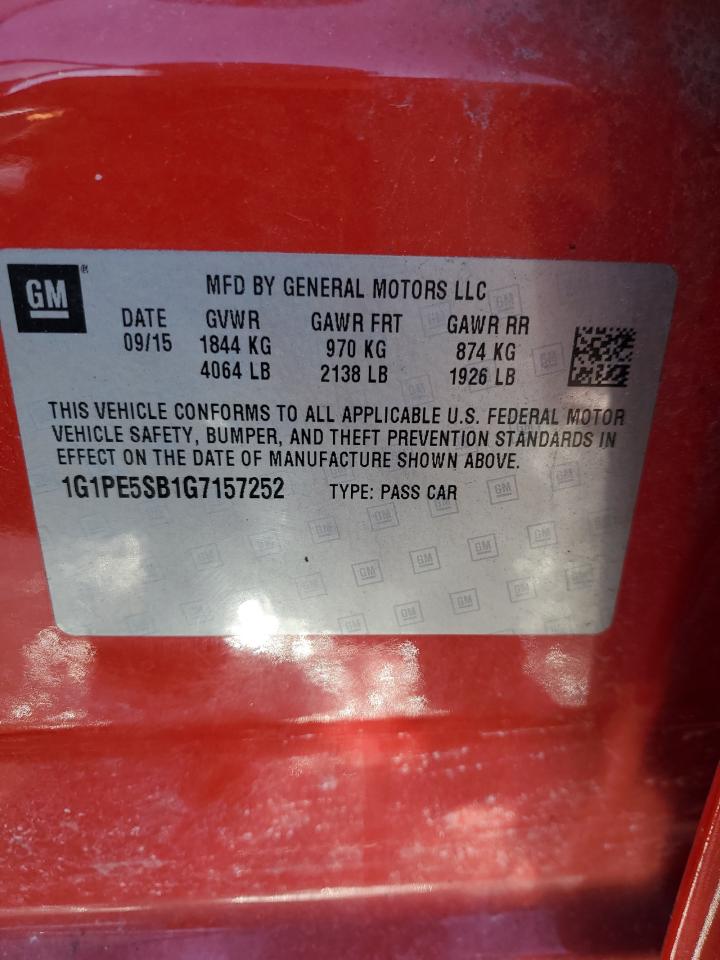 GM®
MFD BY GENERAL MOTORS LLC
DATE GVWR GAWR FRT GAWR RR
09/15 1844 KG 970 KG 874 KG
4064 LB 2138 LB 1926 LB
THIS VEHICLE CONFORMS TO ALL APPLICABLE U.S. FEDERAL MOTOR
VEHICLE SAFETY, BUMPER, AND THEFT PREVENTION STANDARDS IN
EFFECT ON THE DATE OF MANUFACTURE SHOWN ABOVE.
1G1PE5SB1G7157252 TYPE: PASS CAR